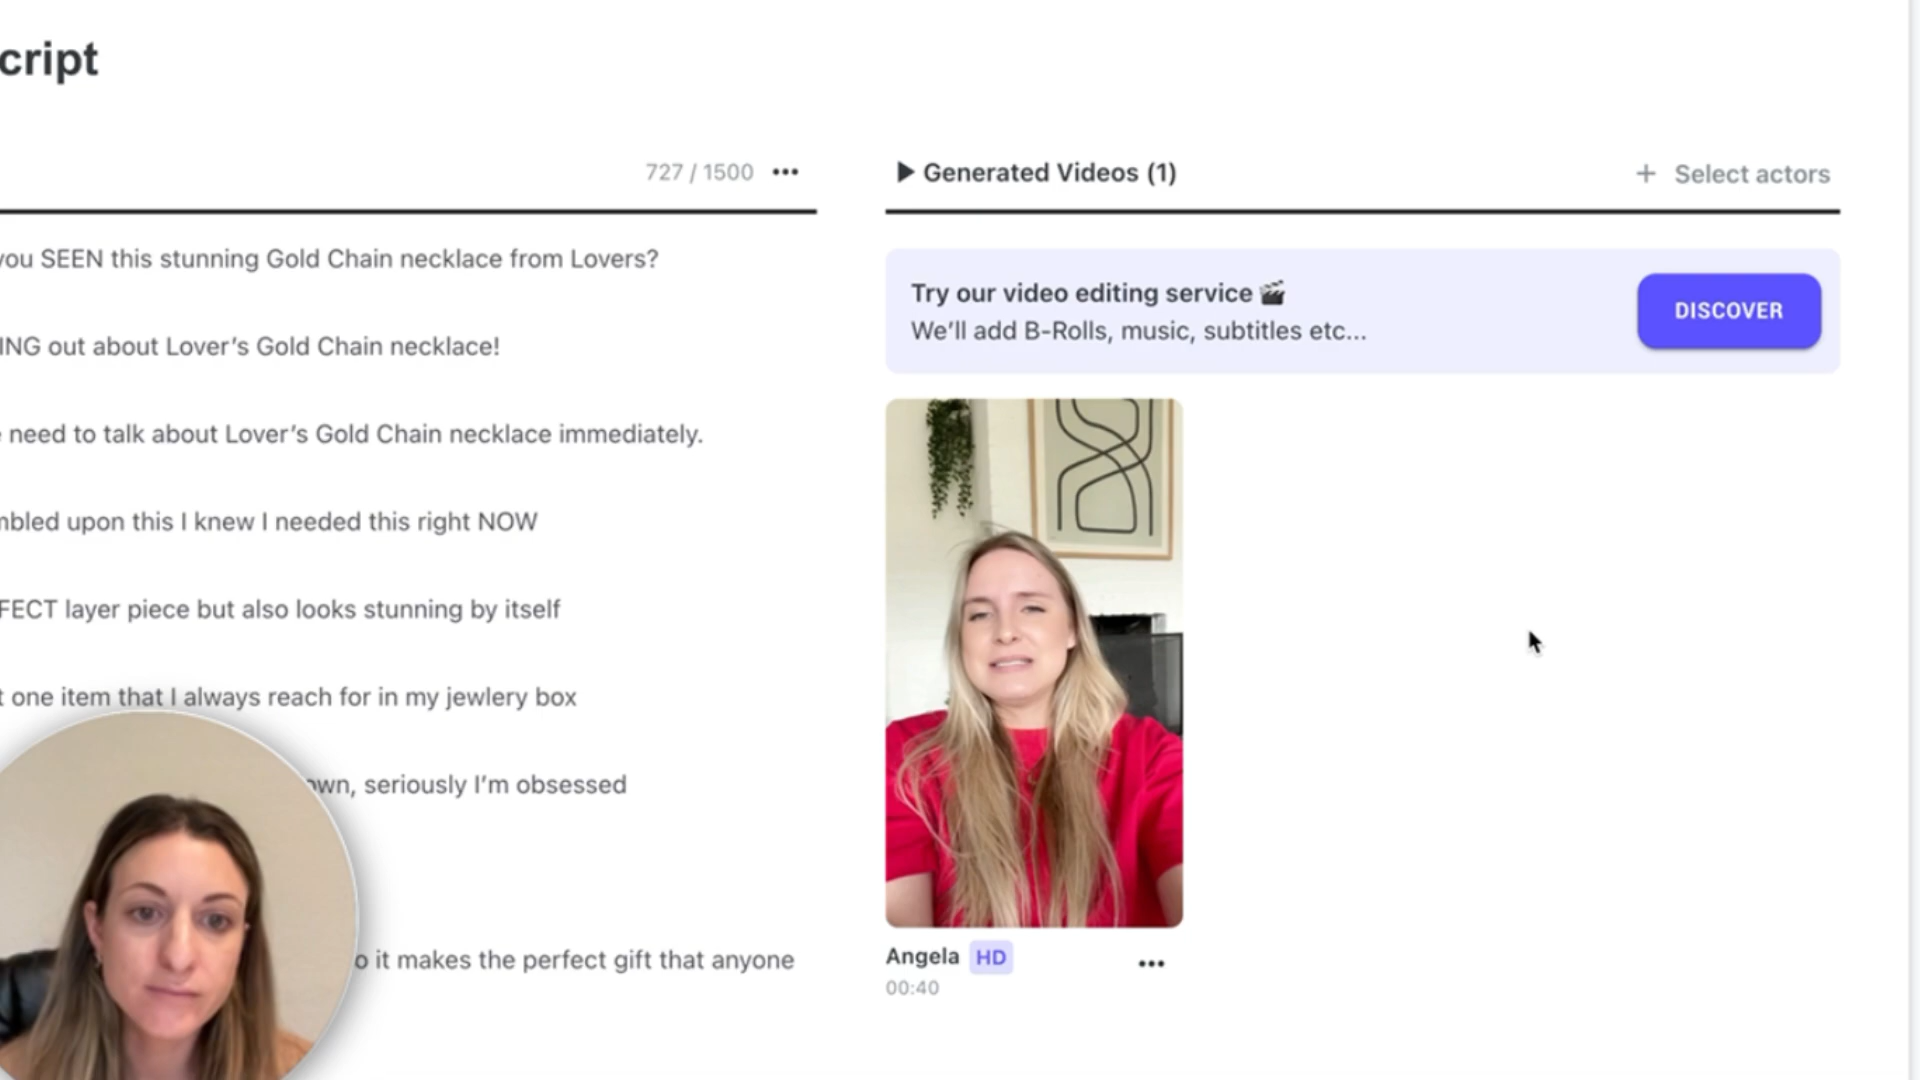 cript
727 / 1500
you SEEN this stunning Gold Chain necklace from Lovers?
ING out about Lover’s Gold Chain necklace!
need to talk about Lover’s Gold Chain necklace immediately.
mbled upon this I knew I needed this right NOW
FECT layer piece but also looks stunning by itself
t one item that I always reach for in my jewlery box
own, seriously I’m obsessed
o it makes the perfect gift that anyone
Generated Videos (1)
+ Select actors
Try our video editing service
We’ll add B-Rolls, music, subtitles etc...
DISCOVER
Angela HD
00:40